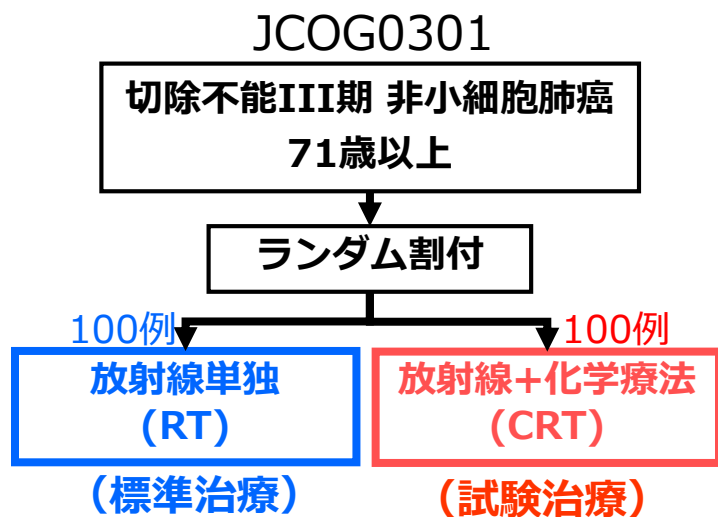 JCOG0301
切除不能III期 非小細胞肺癌
71歳以上
ランダム割付
100例
100例
放射線単独
(RT)
放射線+化学療法
(CRT)
(標準治療)
(試験治療)